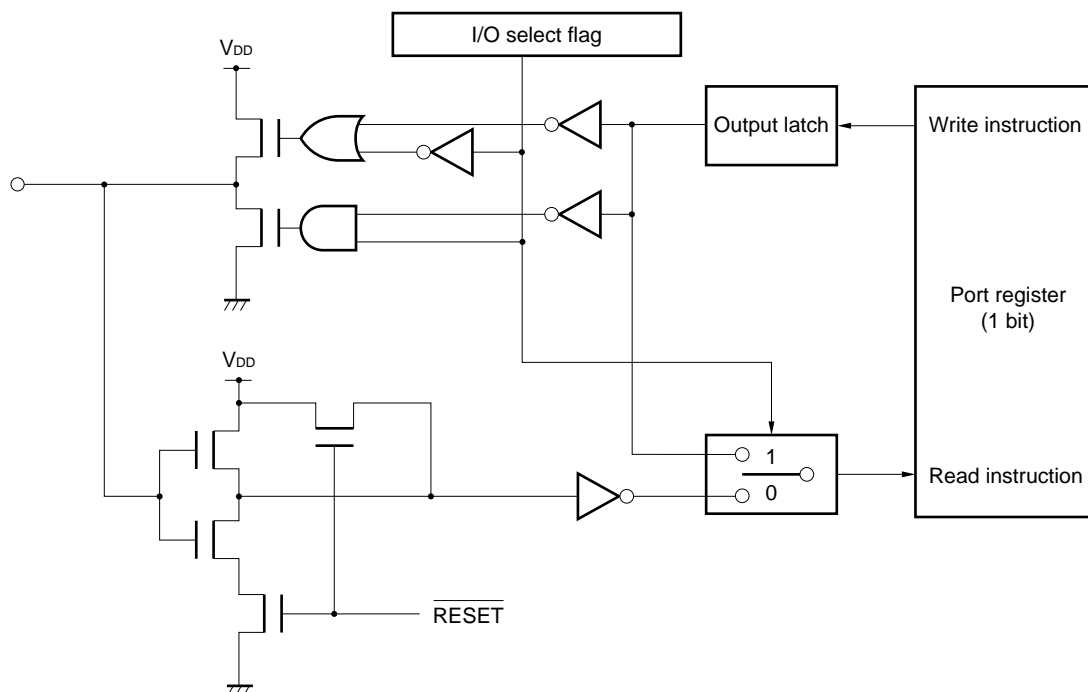 I/O select flag
VDD
Output latch
Write instruction
Port register
(1 bit)
VDD
1
0
Read instruction
RESET